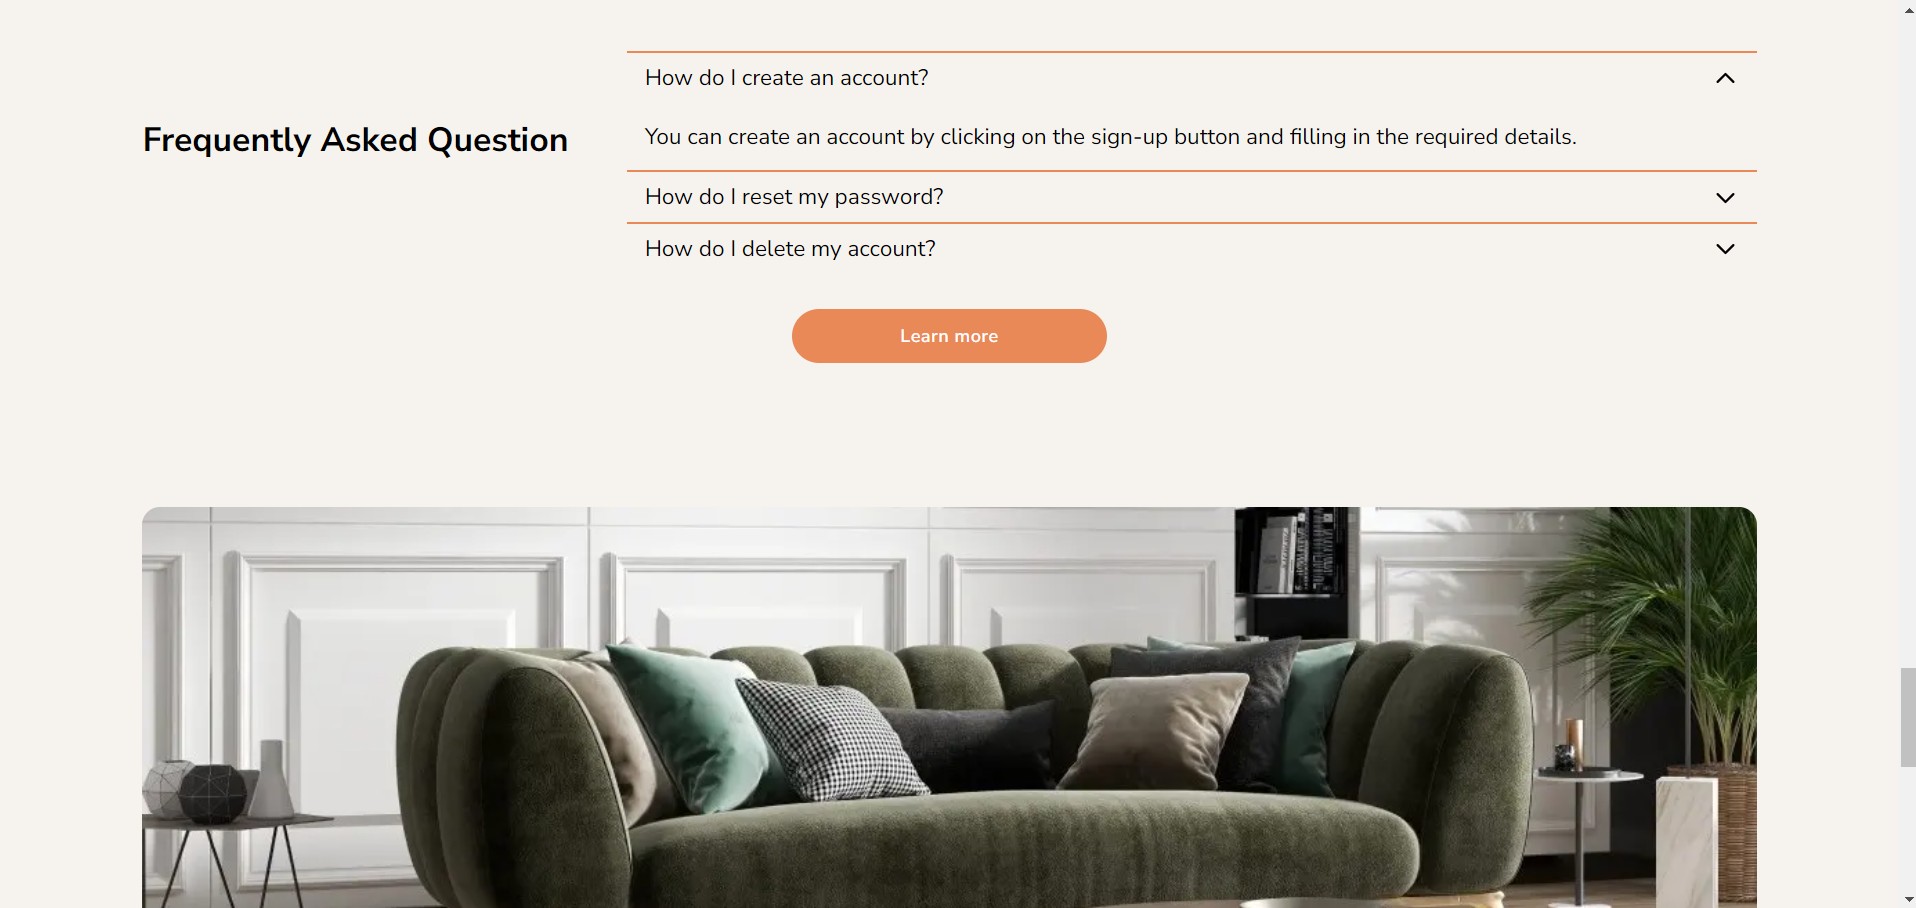 Frequently Asked Question
How do I create an account?
You can create an account by clicking on the sign-up button and filling in the required details.
How do I reset my password?
How do I delete my account?
Learn more